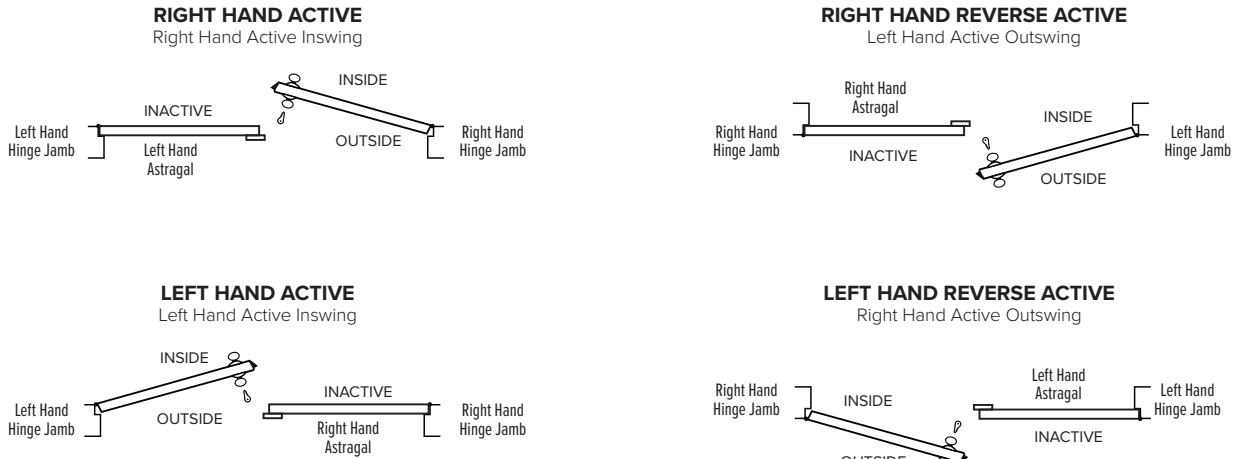 RIGHT HAND ACTIVE
Right Hand Active Inswing
INSIDE
INACTIVE
Left Hand
Hinge Jamb
Left Hand
Astragal
OUTSIDE
Right Hand
Hinge Jamb
RIGHT HAND REVERSE ACTIVE
Left Hand Active Outswing
Right Hand
Astragal
INSIDE
Right Hand
Hinge Jamb
INACTIVE
Left Hand
Hinge Jamb
OUTSIDE
LEFT HAND ACTIVE
Left Hand Active Inswing
INSIDE
INACTIVE
Left Hand
Hinge Jamb
OUTSIDE
Right Hand
Astragal
Right Hand
Hinge Jamb
LEFT HAND REVERSE ACTIVE
Right Hand Active Outswing
Left Hand
Astragal
Right Hand
Hinge Jamb
INSIDE
Left Hand
Hinge Jamb
INACTIVE
OUTSIDE